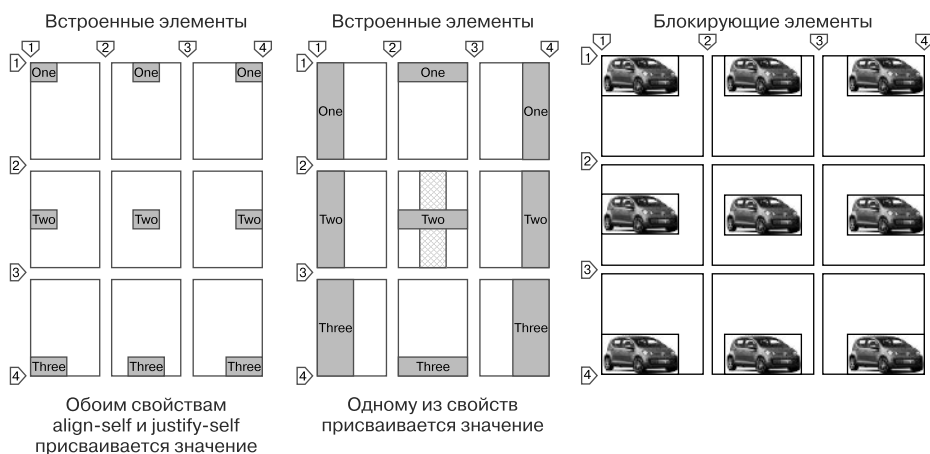 Встроенные элементы
1 2 3 4
1 One One One
2
Two Two Two
3
4 Three Three Three
Обоим свойствам
align-self и justify-self
присваивается значение
Встроенные элементы
1 2 3 4
1 One
One One
2
Two Two Two
3
Three Three
4 Three
Одному из свойств
присваивается значение
Блокирующие элементы
1 2 3 4
1
2
3
4